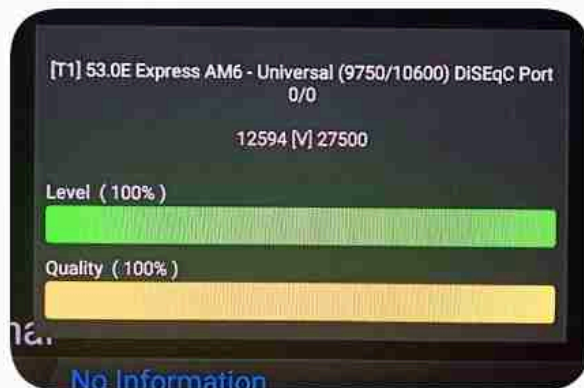 [T1] 53.0E Express AM6 - Universal (9750/10600) DiSEqC Port
0/0
12594 [V] 27500
Level ( 100% )
Quality ( 100% )
No Information